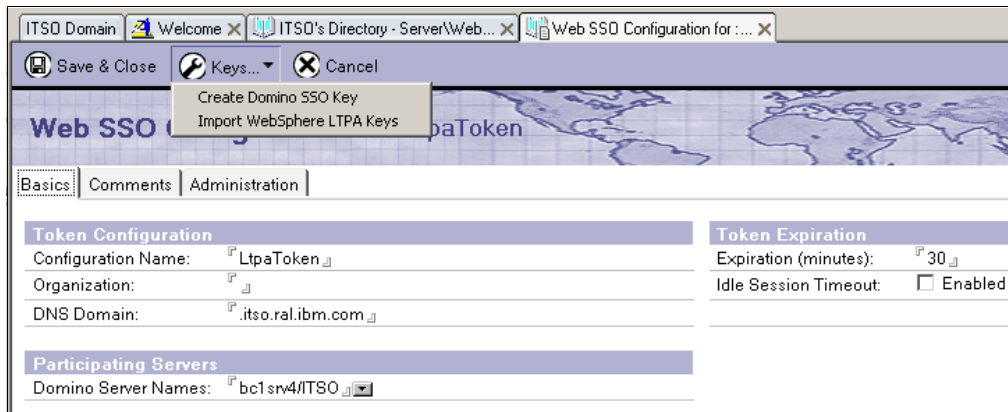 ITSO Domain Welcome ITSO's Directory - Server\Web... Web SSO Configuration for :...
Save & Close Keys... Cancel
Create Domino SSO Key
Import WebSphere LTPA Keys
Web SSO paToken
Basics Comments Administration
Token Configuration Token Expiration
Configuration Name: LtpaToken Expiration (minutes): 30
Organization: Idle Session Timeout: Enabled
DNS Domain: .itso.ral.ibm.com
Participating Servers
Domino Server Names: bc1srv4/ITSO